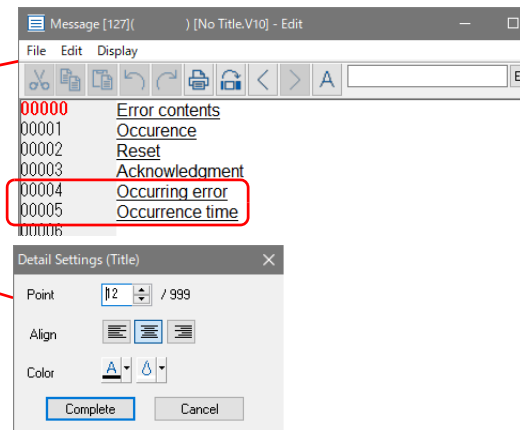 Message [127]( ) [No Title.V10] - Edit
File Edit Display
A E
00000 Error contents
00001 Occurence
00002 Reset
00003 Acknowledgment
00004 Occurring error
00005 Occurrence time
00006
Detail Settings (Title)
Point 12 / 999
Align
Color A
Complete Cancel